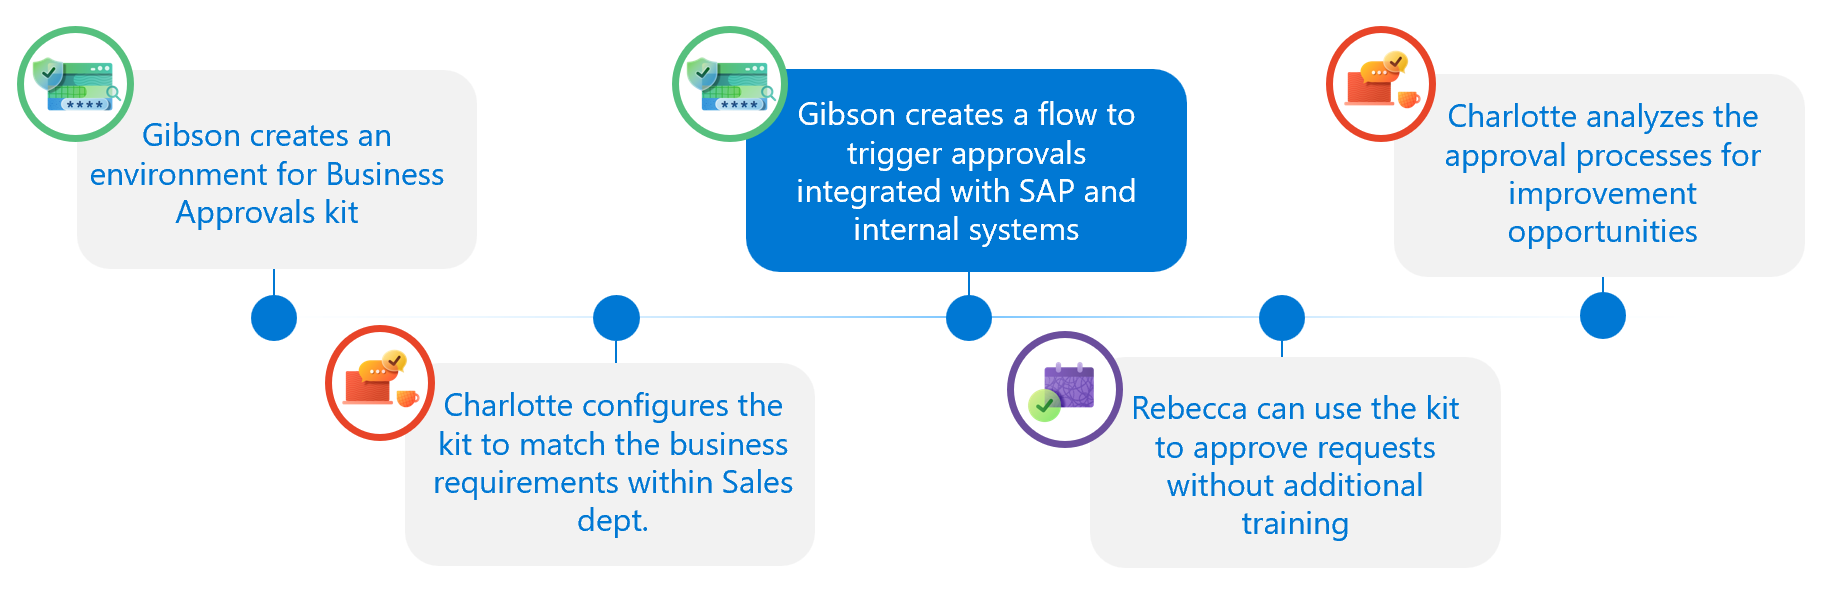 Gibson creates an
environment for Business
Approvals kit
Charlotte configures the
kit to match the business
requirements within Sales
dept.
Gibson creates a flow to
trigger approvals
integrated with SAP and
internal systems
Rebecca can use the kit
to approve requests
without additional
training
Charlotte analyzes the
approval processes for
improvement
opportunities